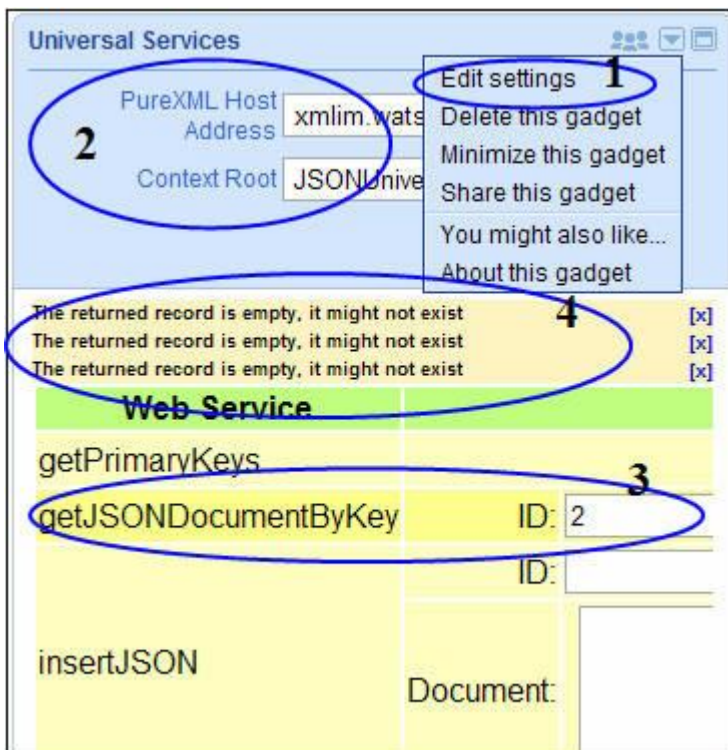 Universal Services
Edit settings 1
Delete this gadget
Minimize this gadget
Share this gadget
You might also like...
About this gadget
2
PureXML Host
Address
xmlim.wats
Context Root
JSONUnive
4
The returned record is empty, it might not exist [x]
The returned record is empty, it might not exist [x]
The returned record is empty, it might not exist [x]
Web Service
getPrimaryKeys
3
getJSONDocumentByKey ID: 2
ID:
insertJSON
Document: